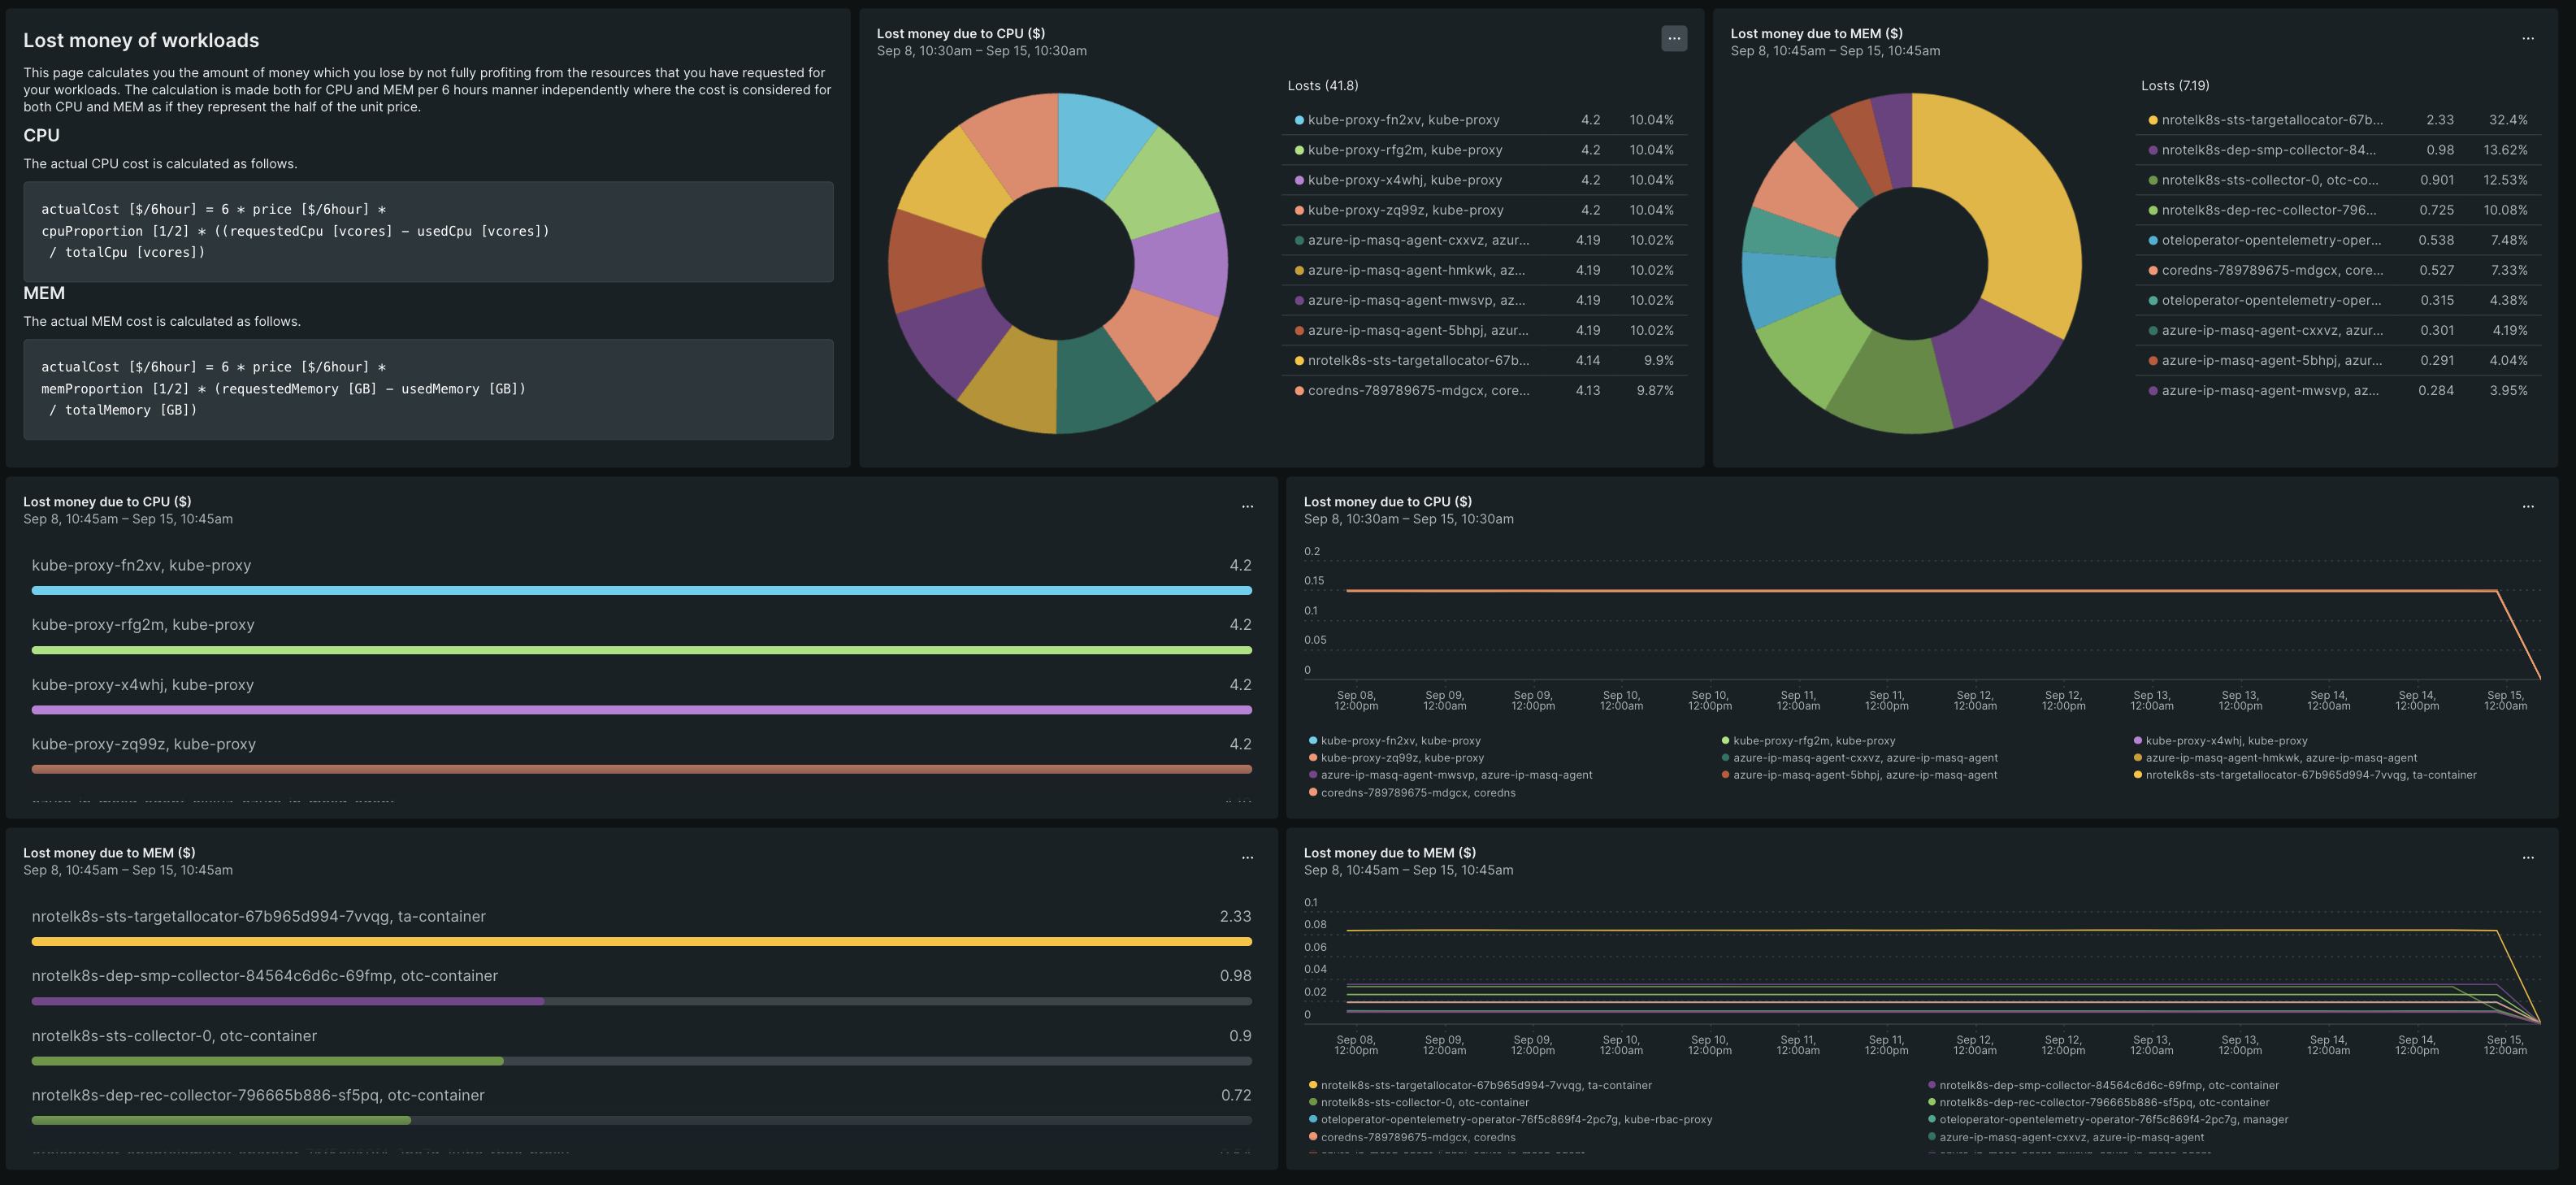 Lost money of workloads
This page calculates you the amount of money which you lose by not fully profiting from the resources that you have requested for
your workloads. The calculation is made both for CPU and MEM per 6 hours manner independently where the cost is considered for
both CPU and MEM as if they represent the half of the unit price.
CPU
The actual CPU cost is calculated as follows.
actualCost [$/6hour] = 6 * price [$/6hour] *
cpuProportion [1/2] * ((requestedCpu [vcores] – usedCpu [vcores])
/ totalCpu [vcores])
MEM
The actual MEM cost is calculated as follows.
actualCost [$/6hour] = 6 * price [$/6hour] *
memProportion [1/2] * (requestedMemory [GB] – usedMemory [GB])
/ totalMemory [GB])
Lost money due to CPU ($)
Sep 8, 10:30am – Sep 15, 10:30am
...
Losts (41.8)
kube-proxy-fn2xv, kube-proxy 4.2 10.04%
kube-proxy-rfg2m, kube-proxy 4.2 10.04%
kube-proxy-x4whj, kube-proxy 4.2 10.04%
kube-proxy-zq99z, kube-proxy 4.2 10.04%
azure-ip-masq-agent-cxxvz, azur... 4.19 10.02%
azure-ip-masq-agent-hmkwk, az... 4.19 10.02%
azure-ip-masq-agent-mwsvp, az... 4.19 10.02%
azure-ip-masq-agent-5bhpj, azur... 4.19 10.02%
nrotelk8s-sts-targetallocator-67b... 4.14 9.9%
coredns-789789675-mdgcx, core... 4.13 9.87%
Lost money due to MEM ($)
Sep 8, 10:45am – Sep 15, 10:45am
...
Losts (7.19)
nrotelk8s-sts-targetallocator-67b... 2.33 32.4%
nrotelk8s-dep-smp-collector-84... 0.98 13.62%
nrotelk8s-sts-collector-0, otc-co... 0.901 12.53%
nrotelk8s-dep-rec-collector-796... 0.725 10.08%
oteloperator-opentelemetry-oper... 0.538 7.48%
coredns-789789675-mdgcx, core... 0.527 7.33%
oteloperator-opentelemetry-oper... 0.315 4.38%
azure-ip-masq-agent-cxxvz, azur... 0.301 4.19%
azure-ip-masq-agent-5bhpj, azur... 0.291 4.04%
azure-ip-masq-agent-mwsvp, az... 0.284 3.95%
Lost money due to CPU ($)
Sep 8, 10:45am – Sep 15, 10:45am
...
kube-proxy-fn2xv, kube-proxy 4.2
kube-proxy-rfg2m, kube-proxy 4.2
kube-proxy-x4whj, kube-proxy 4.2
kube-proxy-zq99z, kube-proxy 4.2
Lost money due to CPU ($)
Sep 8, 10:30am – Sep 15, 10:30am
...
0.2
0.15
0.1
0.05
0
Sep 08, Sep 09, Sep 09, Sep 10, Sep 10, Sep 11, Sep 11, Sep 12, Sep 12, Sep 13, Sep 13, Sep 14, Sep 14, Sep 15,
12:00pm 12:00am 12:00pm 12:00am 12:00pm 12:00am 12:00pm 12:00am 12:00pm 12:00am 12:00pm 12:00am 12:00pm 12:00am
kube-proxy-fn2xv, kube-proxy kube-proxy-rfg2m, kube-proxy kube-proxy-x4whj, kube-proxy
kube-proxy-zq99z, kube-proxy azure-ip-masq-agent-cxxvz, azure-ip-masq-agent azure-ip-masq-agent-hmkwk, azure-ip-masq-agent
azure-ip-masq-agent-mwsvp, azure-ip-masq-agent azure-ip-masq-agent-5bhpj, azure-ip-masq-agent nrotelk8s-sts-targetallocator-67b965d994-7vvqg, ta-container
coredns-789789675-mdgcx, coredns
Lost money due to MEM ($)
Sep 8, 10:45am – Sep 15, 10:45am
...
nrotelk8s-sts-targetallocator-67b965d994-7vvqg, ta-container 2.33
nrotelk8s-dep-smp-collector-84564c6d6c-69fmp, otc-container 0.98
nrotelk8s-sts-collector-0, otc-container 0.9
nrotelk8s-dep-rec-collector-796665b886-sf5pq, otc-container 0.72
Lost money due to MEM ($)
Sep 8, 10:45am – Sep 15, 10:45am
...
0.1
0.08
0.06
0.04
0.02
0
Sep 08, Sep 09, Sep 09, Sep 10, Sep 10, Sep 11, Sep 11, Sep 12, Sep 12, Sep 13, Sep 13, Sep 14, Sep 14, Sep 15,
12:00pm 12:00am 12:00pm 12:00am 12:00pm 12:00am 12:00pm 12:00am 12:00pm 12:00am 12:00pm 12:00am 12:00pm 12:00am
nrotelk8s-sts-targetallocator-67b965d994-7vvqg, ta-container nrotelk8s-dep-smp-collector-84564c6d6c-69fmp, otc-container
nrotelk8s-sts-collector-0, otc-container nrotelk8s-dep-rec-collector-796665b886-sf5pq, otc-container
oteloperator-opentelemetry-operator-76f5c869f4-2pc7g, kube-rbac-proxy oteloperator-opentelemetry-operator-76f5c869f4-2pc7g, manager
coredns-789789675-mdgcx, coredns azure-ip-masq-agent-cxxvz, azure-ip-masq-agent